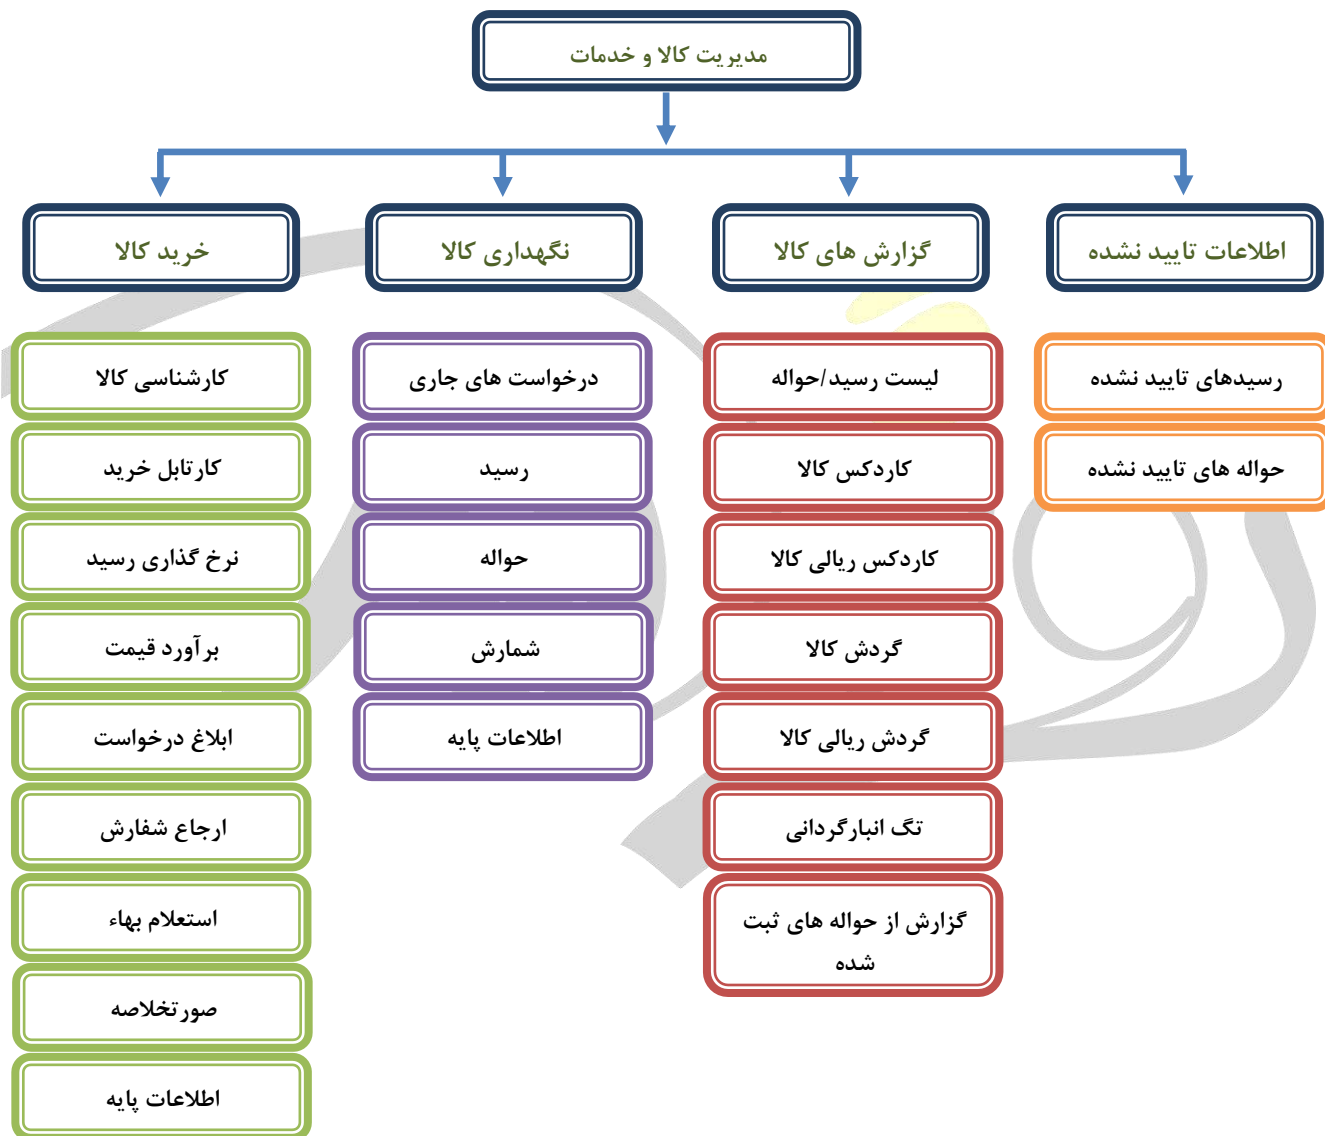 مدیریت کالا و خدمات
اطلاعات تایید نشده
گزارش های کالا
نگهداری کالا
خرید کالا
رسیدهای تایید نشده
حواله های تایید نشده
لیست رسید/حواله
کاردکس کالا
کاردکس ریالی کالا
گردش کالا
گردش ریالی کالا
تگ انبارگردانی
گزارش از حواله های ثبت
شده
درخواست های جاری
رسید
حواله
شمارش
اطلاعات پایه
کارشناسی کالا
کارتابل خرید
نرخ گذاری رسید
برآورد قیمت
ابلاغ درخواست
ارجاع شفارش
استعلام بهاء
صورتخلاصه
اطلاعات پایه